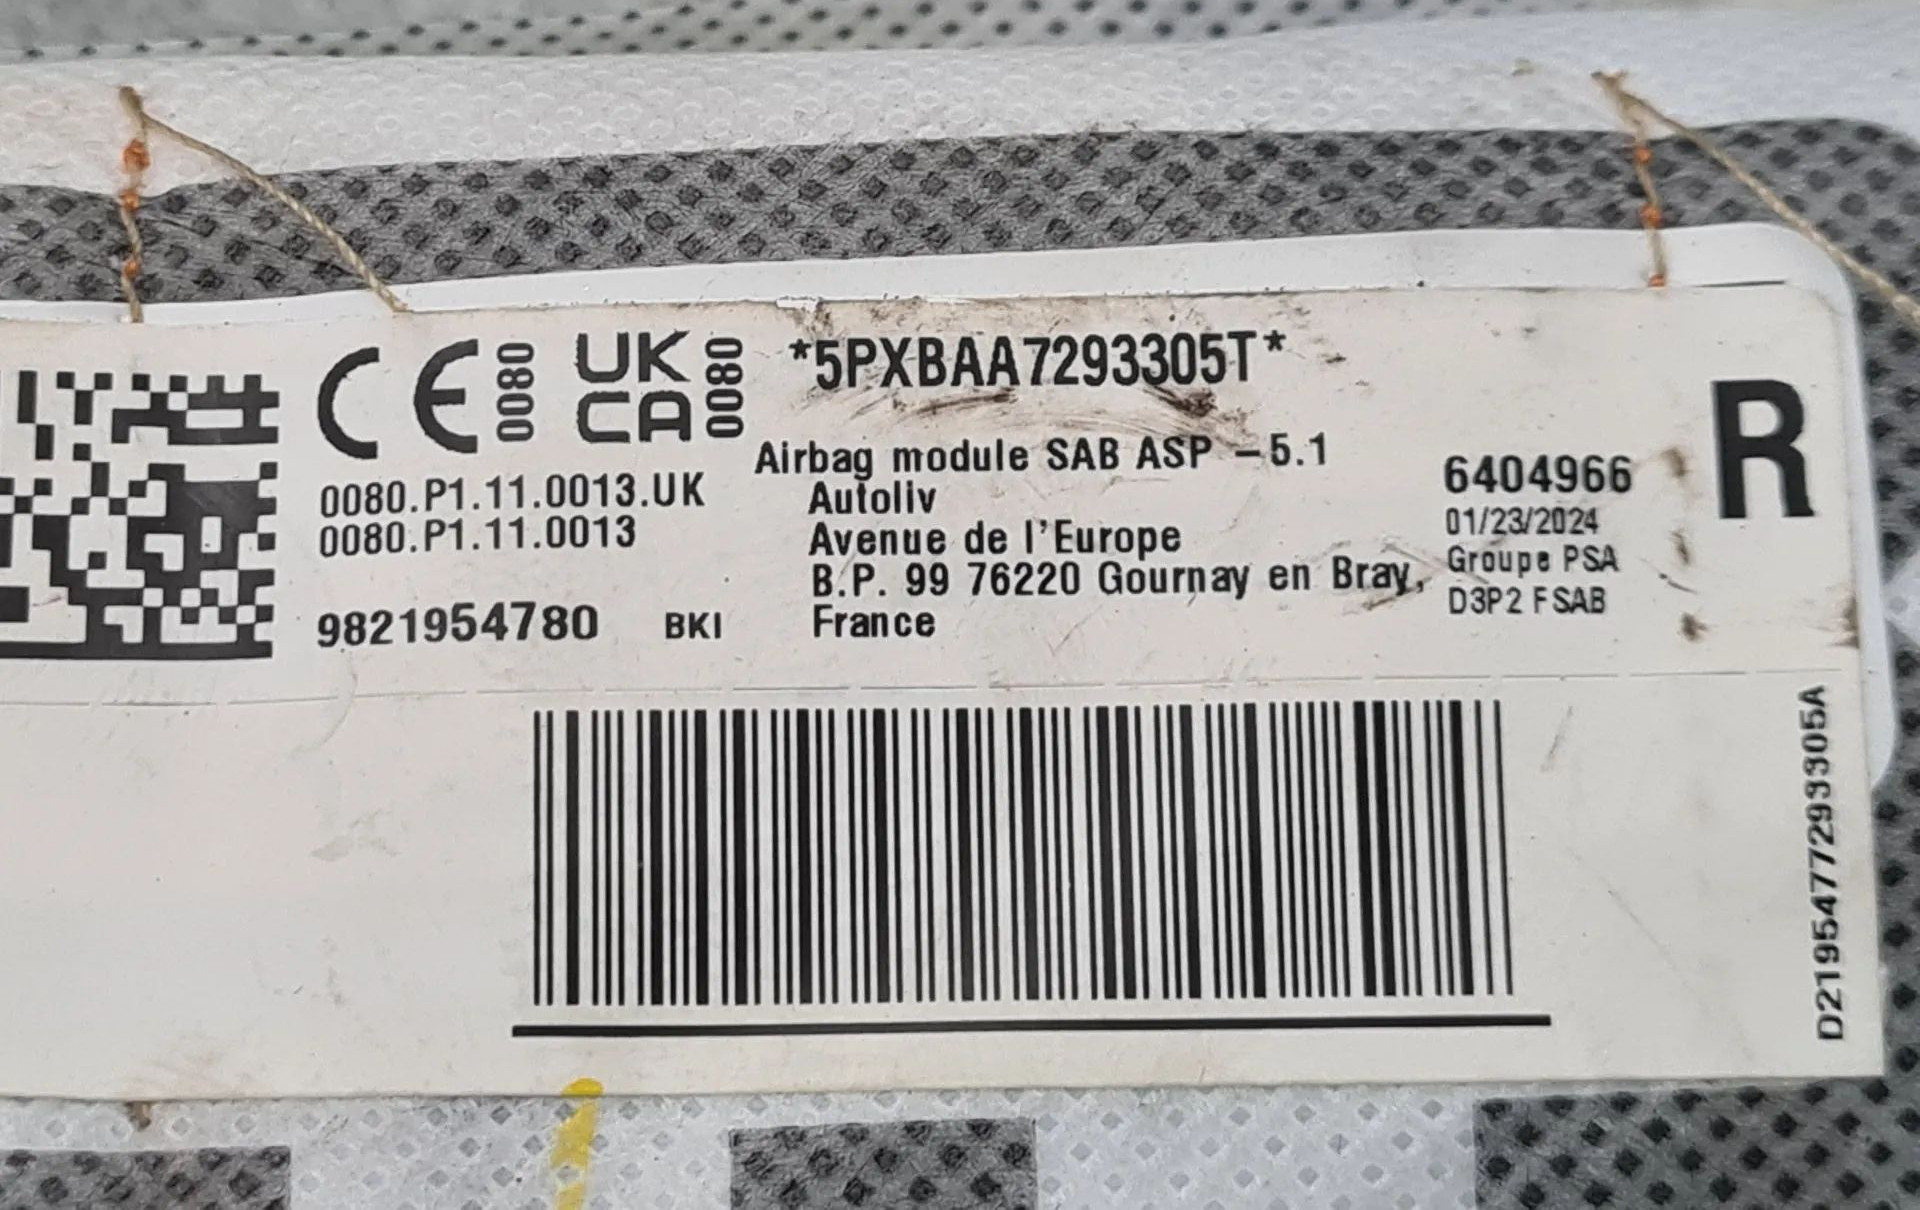 CE 0080 UK CA 0080 *5PXBAA7293305T*
Airbag module SAB ASP -5.1
0080.P1.11.0013.UK
0080.P1.11.0013
Autoliv
Avenue de l'Europe
B.P. 99 76220 Gournay en Bray,
France
9821954780 BKI
6404966
01/23/2024
Groupe PSA
D3P2 FSAB
R
D2195477293305A